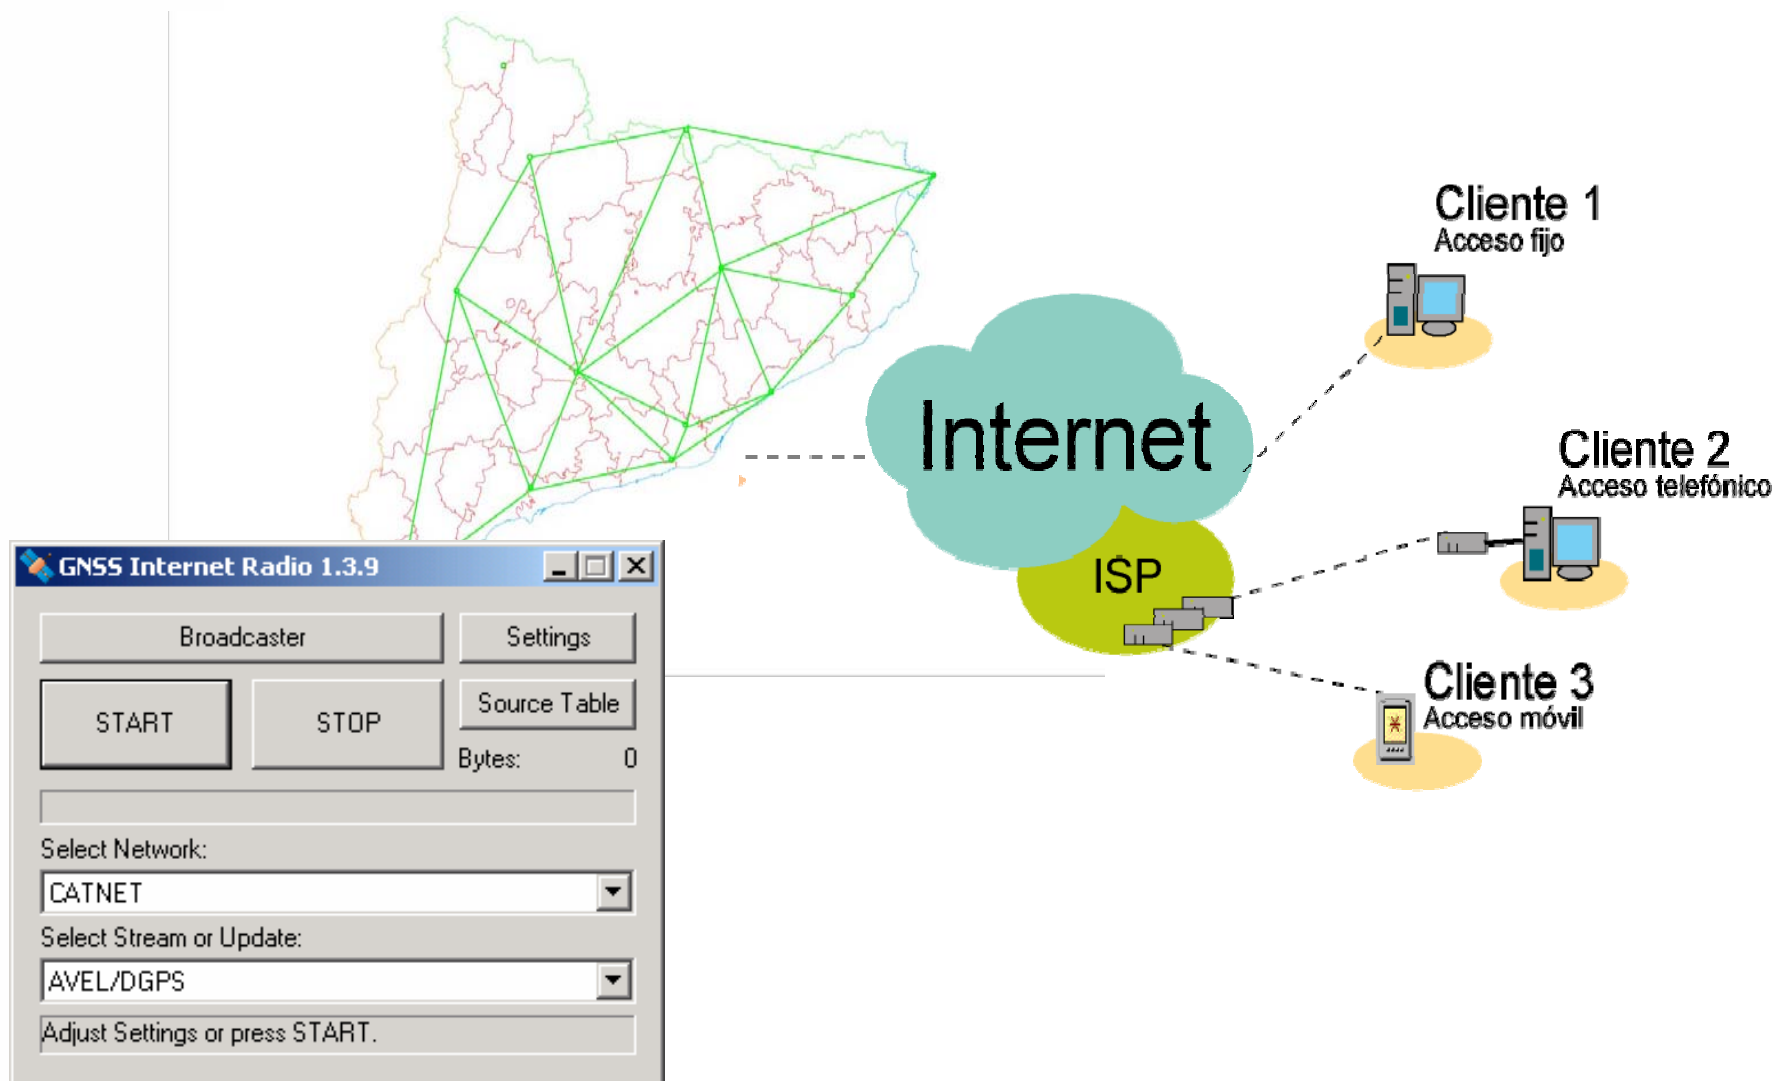 Cliente 1
Acceso fijo
Internet
Cliente 2
Acceso telefónico
ISP
Cliente 3
Acceso móvil
GNSS Internet Radio 1.3.9
Broadcaster
Settings
START
STOP
Source Table
Bytes: 0
Select Network:
CATNET
Select Stream or Update:
AVEL/DGPS
Adjust Settings or press START.